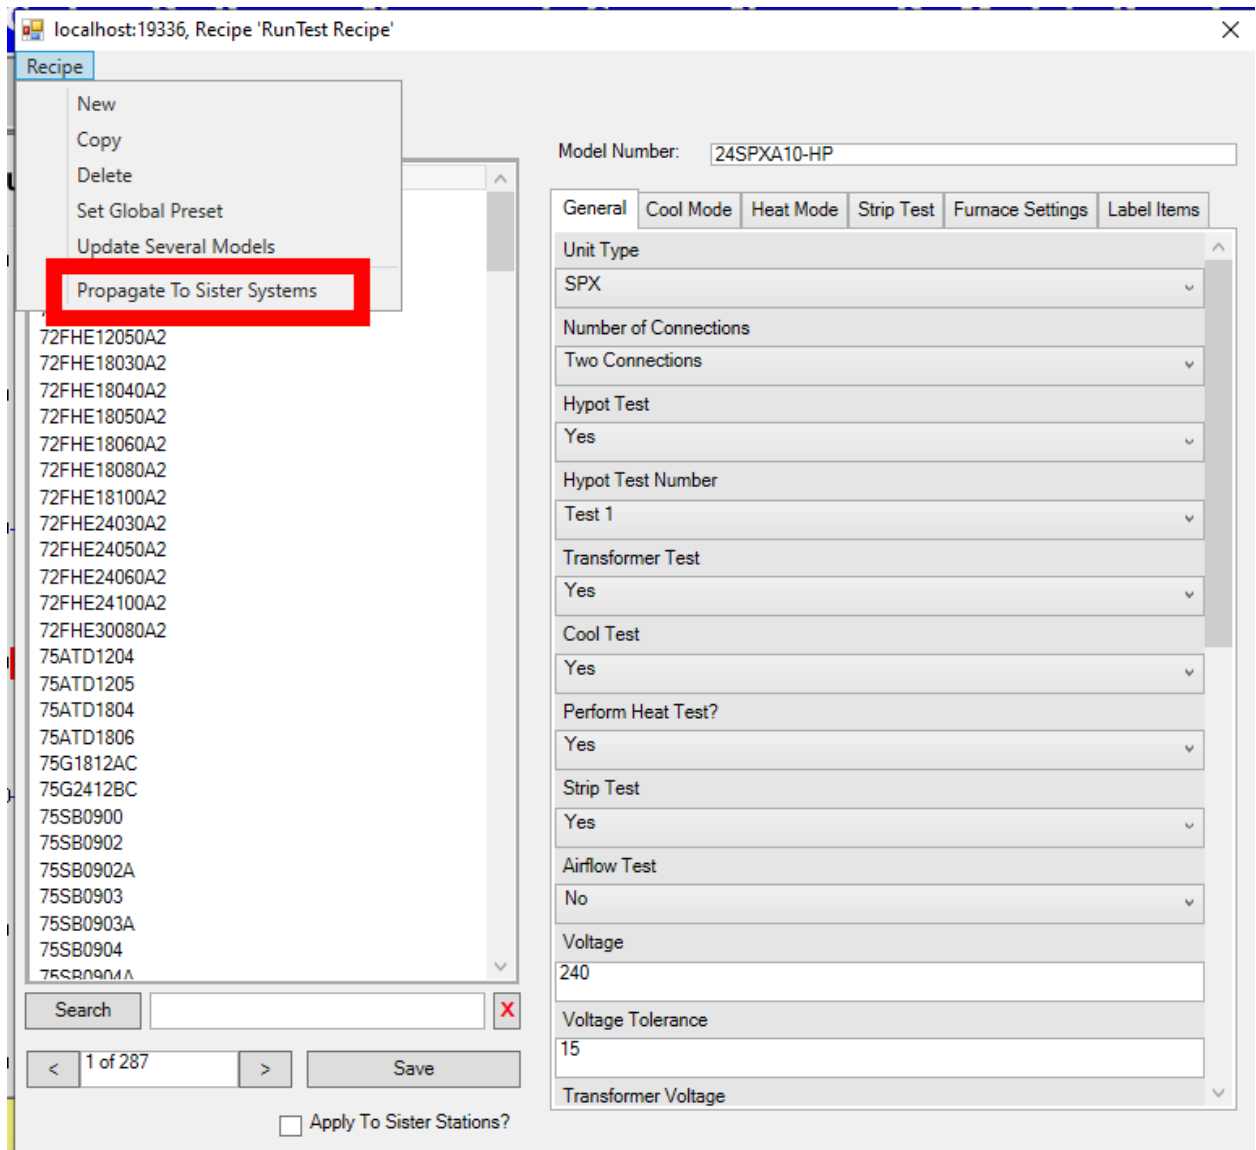 localhost:19336, Recipe 'RunTest Recipe'
Recipe
New
Copy
Delete
Set Global Preset
Update Several Models
Propagate To Sister Systems
72FHE12050A2
72FHE18030A2
72FHE18040A2
72FHE18050A2
72FHE18060A2
72FHE18080A2
72FHE18100A2
72FHE24030A2
72FHE24050A2
72FHE24060A2
72FHE24100A2
72FHE30080A2
75ATD1204
75ATD1205
75ATD1804
75ATD1806
75G1812AC
75G2412BC
75SB0900
75SB0902
75SB0902A
75SB0903
75SB0903A
75SB0904
75SB0904A
Search
X
< 1 of 287 > Save
Apply To Sister Stations?
Model Number: 24SPXA10-HP
General Cool Mode Heat Mode Strip Test Furnace Settings Label Items
Unit Type
SPX
Number of Connections
Two Connections
Hypot Test
Yes
Hypot Test Number
Test 1
Transformer Test
Yes
Cool Test
Yes
Perform Heat Test?
Yes
Strip Test
Yes
Airflow Test
No
Voltage
240
Voltage Tolerance
15
Transformer Voltage